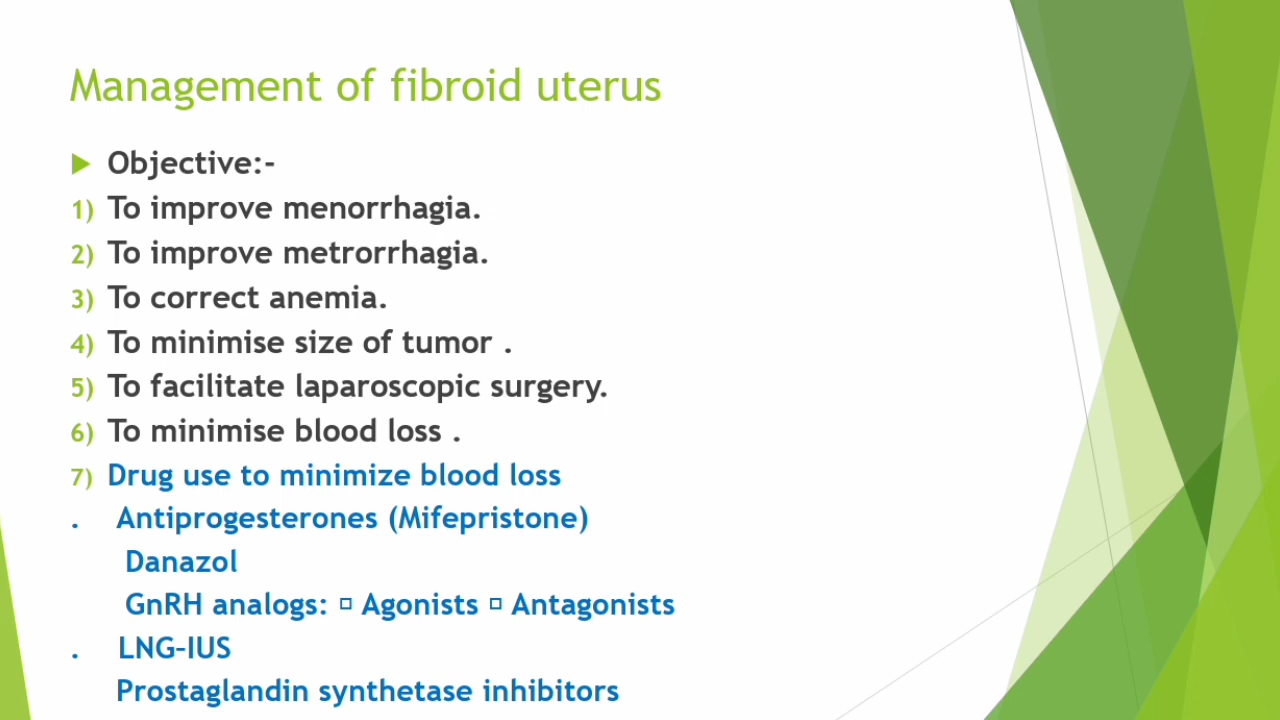 Management of fibroid uterus
Objective:-
1) To improve menorrhagia.
2) To improve metrorrhagia.
3) To correct anemia.
4) To minimise size of tumor .
5) To facilitate laparoscopic surgery.
6) To minimise blood loss .
7) Drug use to minimize blood loss
. Antiprogesterones (Mifepristone)
Danazol
GnRH analogs: □ Agonists □ Antagonists
. LNG-IUS
Prostaglandin synthetase inhibitors